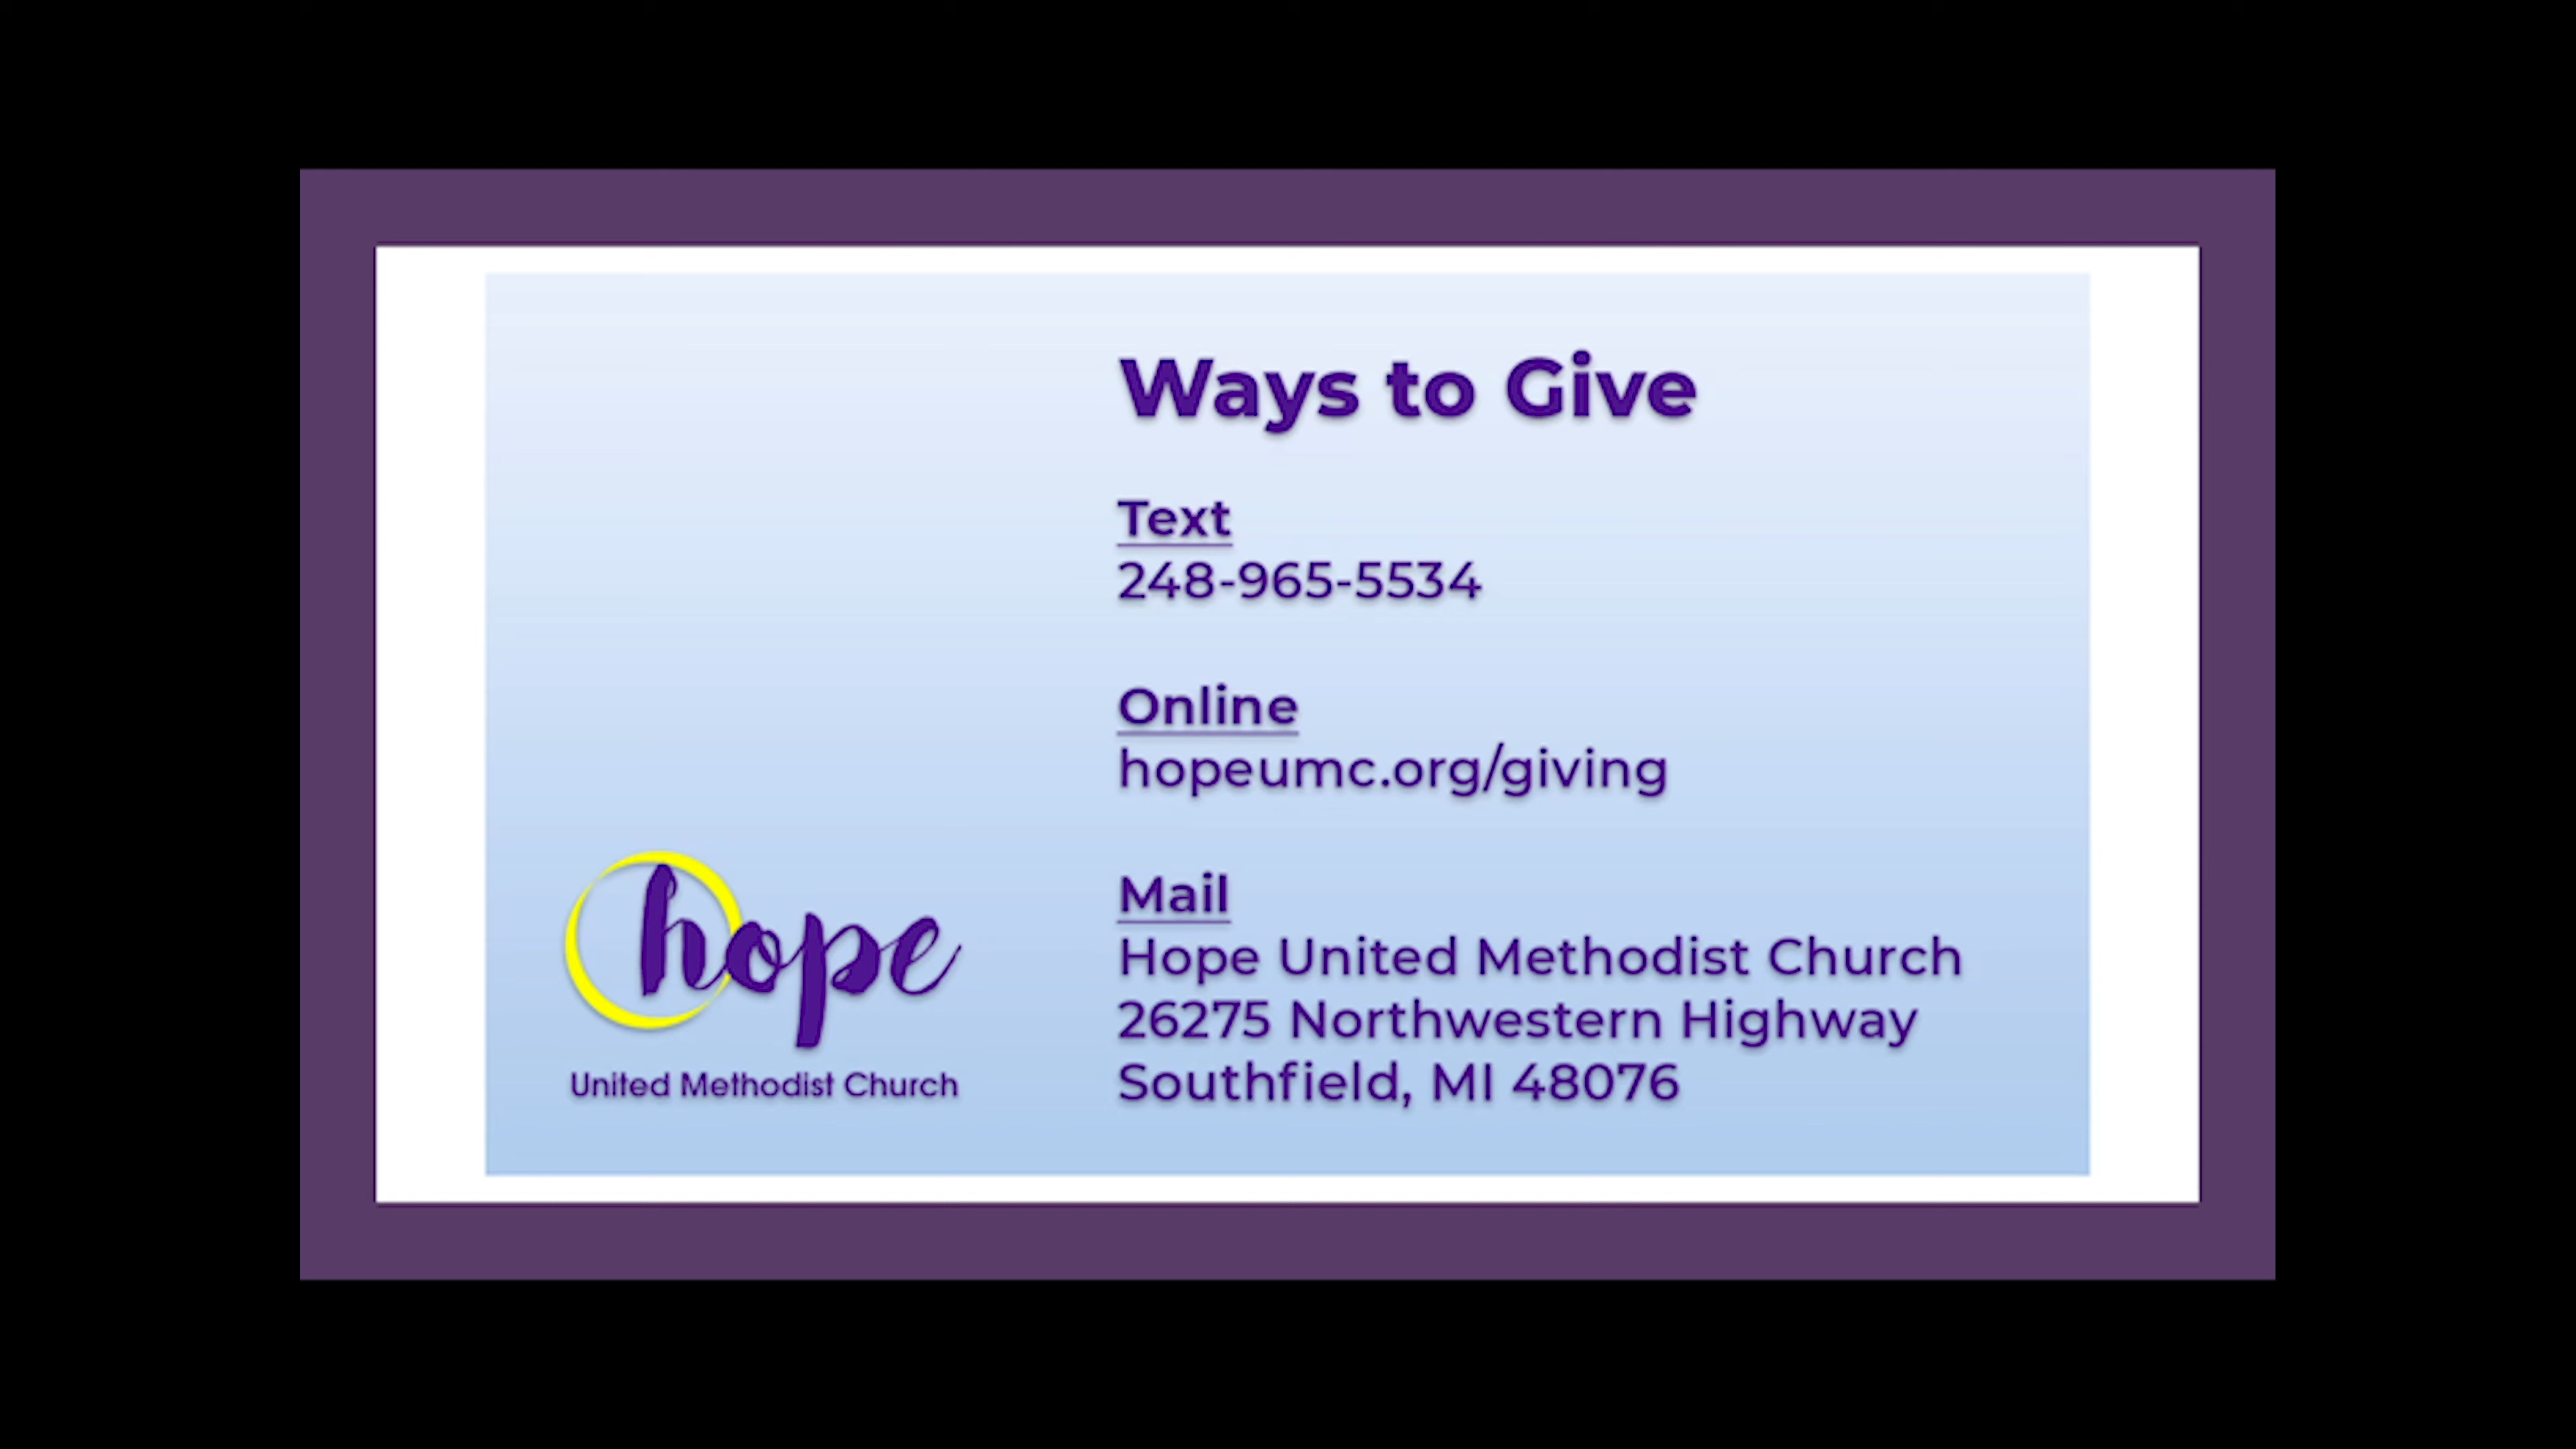 Ways to Give
Text
248-965-5534
Online
hopeumc.org/giving
Mail
Hope United Methodist Church
26275 Northwestern Highway
Southfield, MI 48076
hope
United Methodist Church